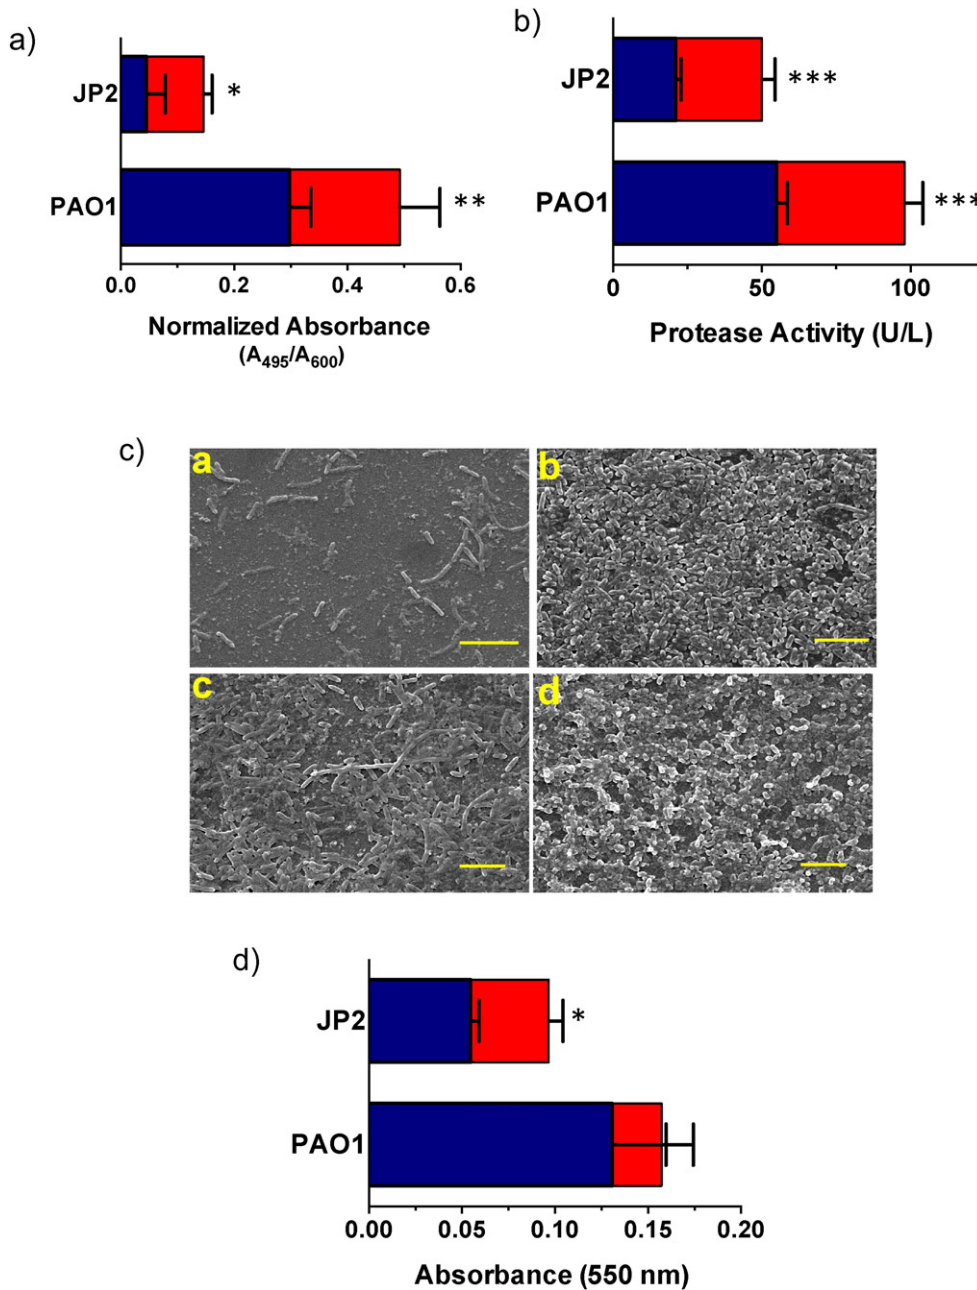 a)
JP2
*
PAO1
**
0.0 0.2 0.4 0.6
Normalized Absorbance
(A495/A600)
b)
JP2
***
PAO1
***
0 50 100
Protease Activity (U/L)
c)
a
b
c
d
d)
JP2
*
PAO1
0.00 0.05 0.10 0.15 0.20
Absorbance (550 nm)